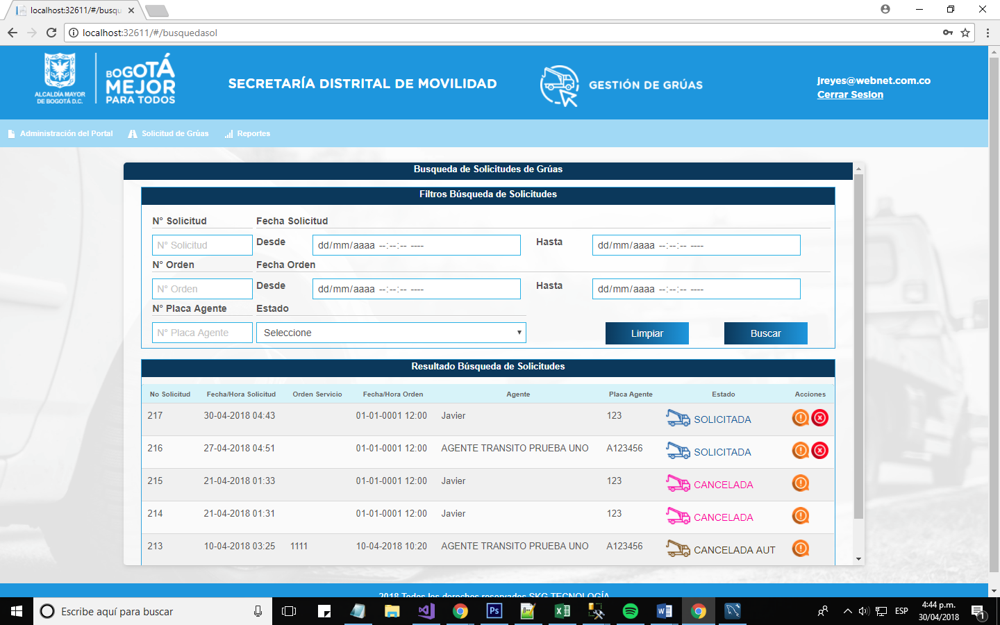 localhost:32611/#/busqu
localhost:32611/#/busquedasol
ALCALDÍA MAYOR
DE BOGOTÁ D.C.
BOGOTÁ
MEJOR
PARA TODOS
SECRETARÍA DISTRITAL DE MOVILIDAD
GESTIÓN DE GRÚAS
jreyes@webnet.com.co
Cerrar Sesion
Administración del Portal Solicitud de Grúas Reportes
Busqueda de Solicitudes de Grúas
Filtros Búsqueda de Solicitudes
N° Solicitud Fecha Solicitud
N° Solicitud Desde dd/mm/aaaa --:--:-- ---- Hasta dd/mm/aaaa --:--:-- ----
N° Orden Fecha Orden
N° Orden Desde dd/mm/aaaa --:--:-- ---- Hasta dd/mm/aaaa --:--:-- ----
N° Placa Agente Estado
N° Placa Agente Seleccione Limpiar Buscar
Resultado Búsqueda de Solicitudes
No Solicitud Fecha/Hora Solicitud Orden Servicio Fecha/Hora Orden Agente Placa Agente Estado Acciones
217 30-04-2018 04:43 01-01-0001 12:00 Javier 123 SOLICITADA
216 27-04-2018 04:51 01-01-0001 12:00 AGENTE TRANSITO PRUEBA UNO A123456 SOLICITADA
215 21-04-2018 01:33 01-01-0001 12:00 Javier 123 CANCELADA
214 21-04-2018 01:31 01-01-0001 12:00 Javier 123 CANCELADA
213 10-04-2018 03:25 1111 10-04-2018 10:20 AGENTE TRANSITO PRUEBA UNO A123456 CANCELADA AUT
2018 Todos los derechos reservados SKG TECNOLOGÍA
Escribe aquí para buscar
Ps
ESP
4:44 p.m.
30/04/2018
1